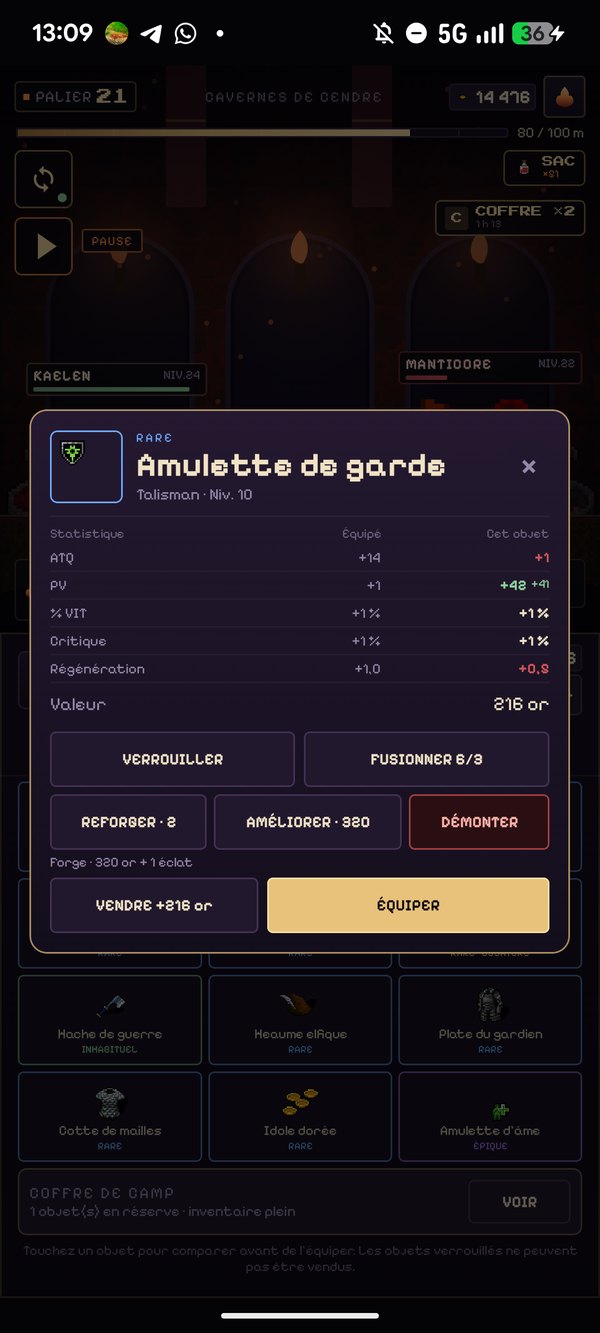 13:09
5G
36
PALIER 21
CAVERNES DE CENDRE
14 476
80 / 100 m
SAC
×81
C
COFFRE ×2
1h13
PAUSE
KAELEN
NIV.24
MANTICORE
NIV.22
RARE
Amulette de garde
Talisman · Niv. 10
×
Statistique
Équipé
Cet objet
ATQ
+14
+1
PV
+1
+42 +41
% VIT
+1 %
+1 %
Critique
+1 %
+1 %
Régénération
+1,0
+0,8
Valeur
216 or
VERROUILLER
FUSIONNER 6/3
REFORGER · 2
AMÉLIORER · 320
DÉMONTER
Forge · 320 or + 1 éclat
VENDRE +216 or
ÉQUIPER
Hache de guerre
INHABITUEL
Heaume elfique
RARE
Plate du gardien
RARE
Cotte de mailles
RARE
Idole dorée
RARE
Amulette d'âme
ÉPIQUE
COFFRE DE CAMP
1 objet(s) en réserve · inventaire plein
VOIR
Touchez un objet pour comparer avant de l'équiper. Les objets verrouillés ne peuvent
pas être vendus.